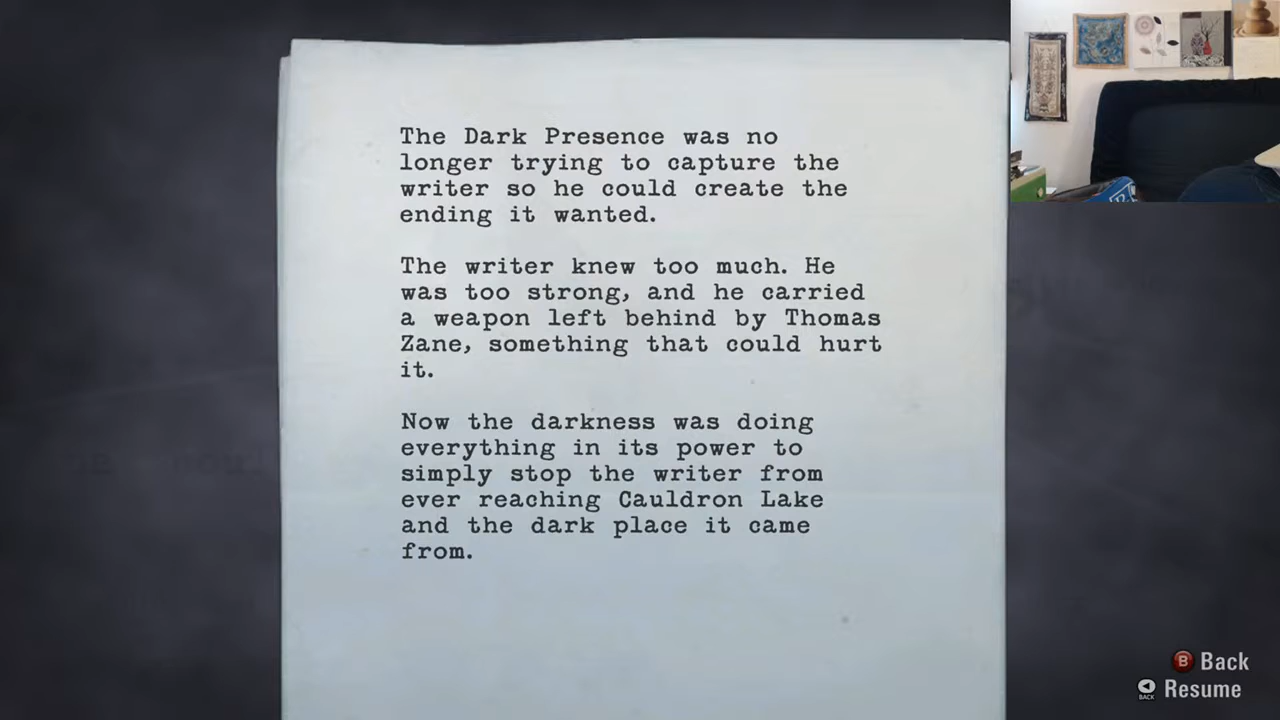 The Dark Presence was no
longer trying to capture the
writer so he could create the
ending it wanted.
The writer knew too much. He
was too strong, and he carried
a weapon left behind by Thomas
Zane, something that could hurt
it.
Now the darkness was doing
everything in its power to
simply stop the writer from
ever reaching Cauldron Lake
and the dark place it came
from.
B Back
BACK Resume